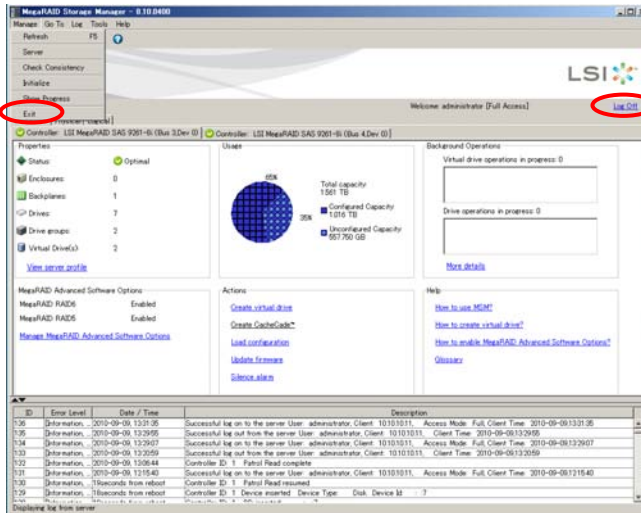 MegaRAID Storage Manager - 8.10.0400
Manage Go To Log Tools Help
Refresh F5
Server
Check Consistency
Initialize
Show Progress
Exit
LSI
Welcome: administrator [Full Access]
Log Off
Controller: LSI MegaRAID SAS 9261-8i (Bus 3,Dev 0)
Controller: LSI MegaRAID SAS 9261-8i (Bus 4,Dev 0)
Properties
Status: Optimal
Enclosures: 0
Backplanes: 1
Drives: 7
Drive groups: 2
Virtual Drive(s) 2
View server profile
Usage
65%
35%
Total capacity
1.561 TB
Configured Capacity
1.016 TB
Unconfigured Capacity
557.750 GB
Background Operations
Virtual drive operations in progress: 0
Drive operations in progress: 0
More details
MegaRAID Advanced Software Options
MegaRAID RAID6 Enabled
MegaRAID RAID5 Enabled
Manage MegaRAID Advanced Software Options
Actions
Create virtual drive
Create CacheCade™
Load configuration
Update firmware
Silence alarm
Help
How to use MSM?
How to create virtual drive?
How to enable MegaRAID Advanced Software Options?
Glossary
ID Error Level Date / Time Description
136 [Information, ... 2010-09-09, 13:31:35 Successful log on to the server User: administrator, Client: 10.10.10.11, Access Mode: Full, Client Time: 2010-09-09,13:31:35
135 [Information, ... 2010-09-09, 13:29:55 Successful log out from the server User: administrator, Client: 10.10.10.11, Client Time: 2010-09-09,13:29:55
134 [Information, ... 2010-09-09, 13:29:07 Successful log on to the server User: administrator, Client: 10.10.10.11, Access Mode: Full, Client Time: 2010-09-09,13:29:07
133 [Information, ... 2010-09-09, 13:20:59 Successful log out from the server User: administrator, Client: 10.10.10.11, Client Time: 2010-09-09,13:20:59
132 [Information, ... 2010-09-09, 13:06:44 Controller ID: 1 Patrol Read complete
131 [Information, ... 2010-09-09, 12:15:40 Successful log on to the server User: administrator, Client: 10.10.10.11, Access Mode: Full, Client Time: 2010-09-09,12:15:40
130 [Information, ... 18seconds from reboot Controller ID: 1 Patrol Read resumed
129 [Information, ... 18seconds from reboot Controller ID: 1 Device inserted Device Type: Disk Device Id: : 7
Displaying log from server